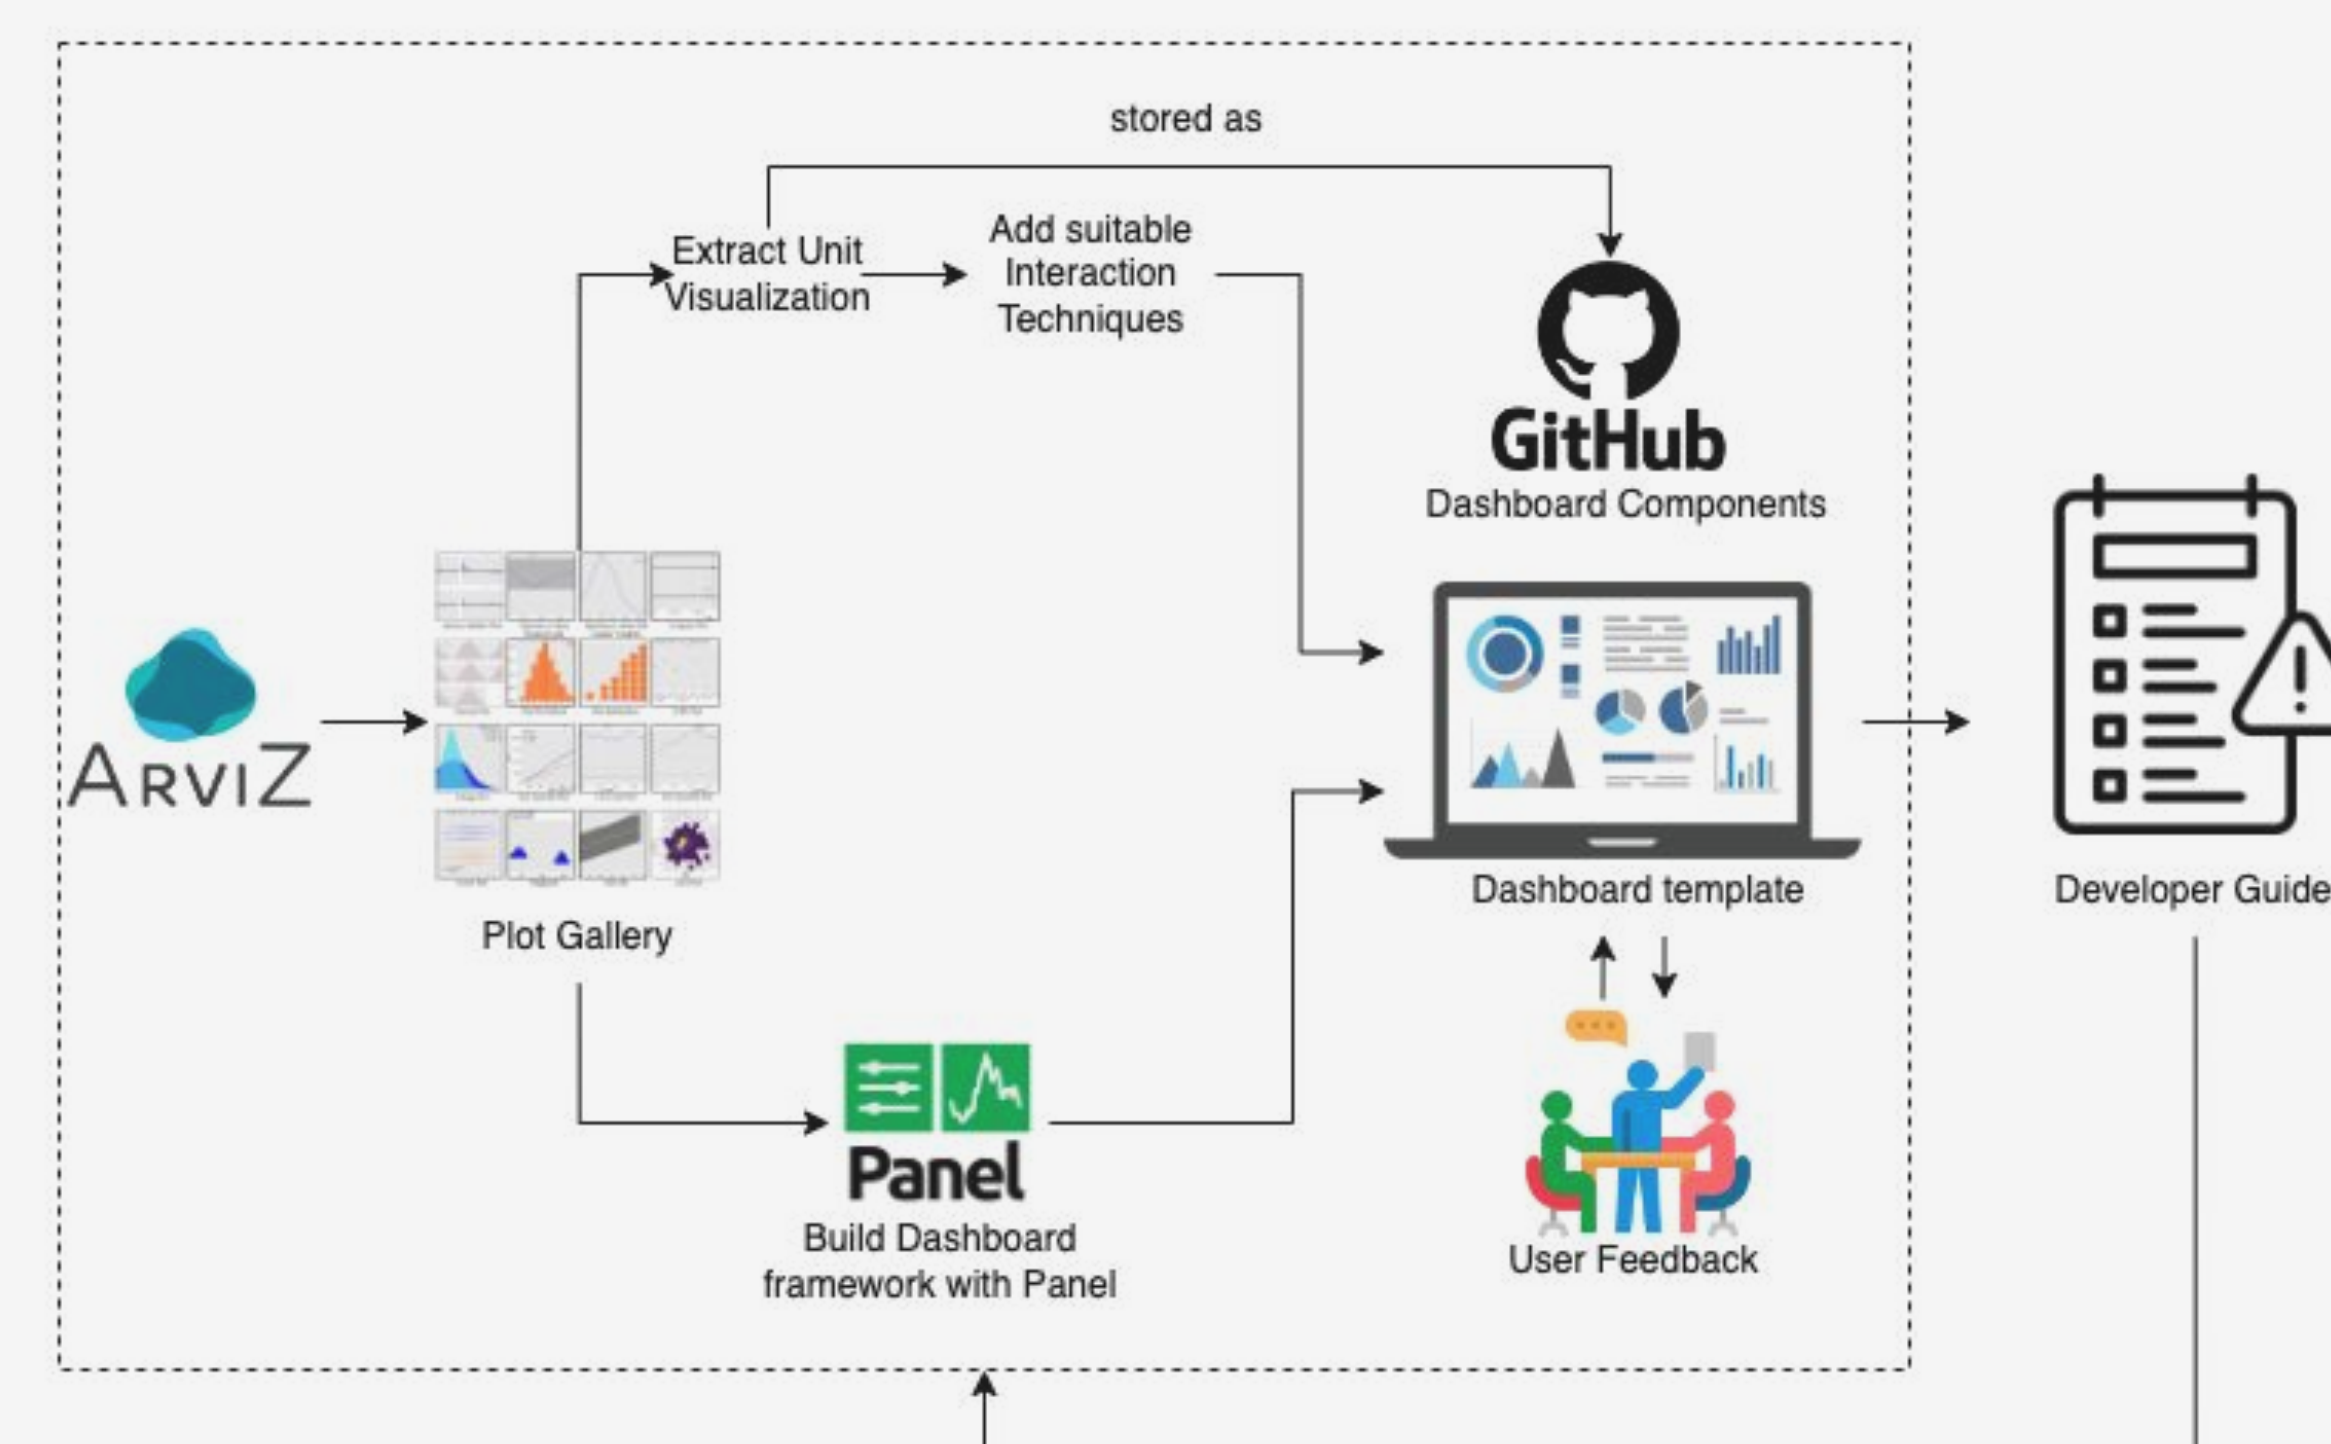 stored as
Extract Unit
Visualization
Add suitable
Interaction
Techniques
GitHub
Dashboard Components
ARVIZ
Plot Gallery
Dashboard template
Developer Guide
Panel
Build Dashboard
framework with Panel
User Feedback